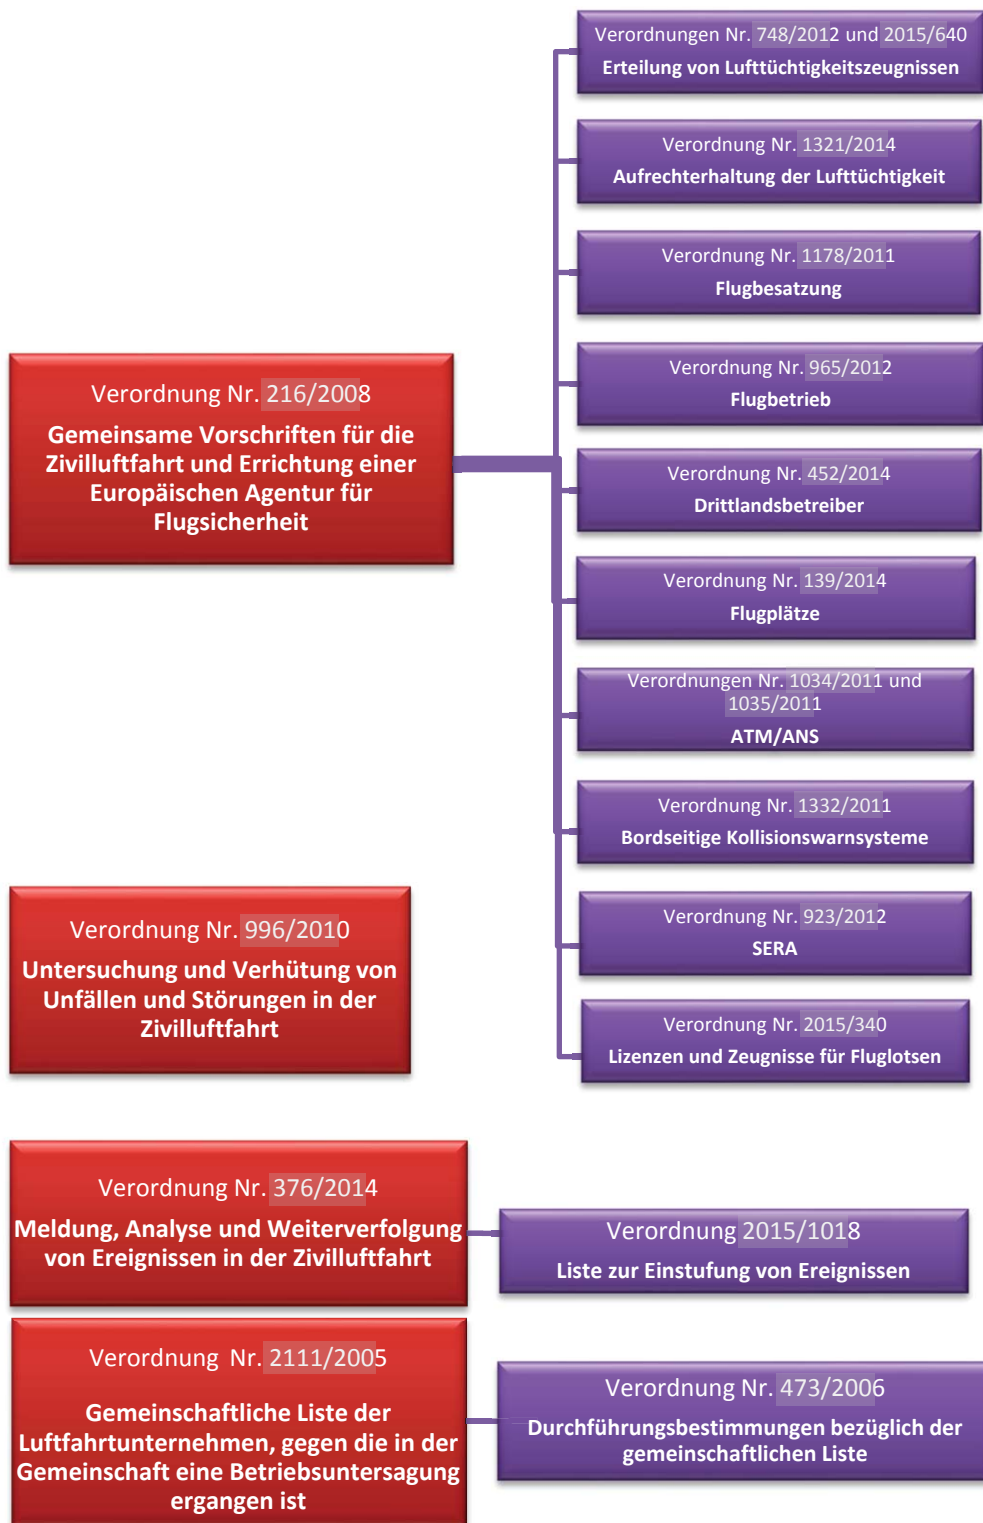 Verordnungen Nr. 748/2012 und 2015/640
Erteilung von Lufttüchtigkeitszeugnissen
Verordnung Nr. 1321/2014
Aufrechterhaltung der Lufttüchtigkeit
Verordnung Nr. 1178/2011
Flugbesatzung
Verordnung Nr. 216/2008
Gemeinsame Vorschriften für die
Zivilluftfahrt und Errichtung einer
Europäischen Agentur für
Flugsicherheit
Verordnung Nr. 965/2012
Flugbetrieb
Verordnung Nr. 452/2014
Drittlandsbetreiber
Verordnung Nr. 139/2014
Flugplätze
Verordnungen Nr. 1034/2011 und
1035/2011
ATM/ANS
Verordnung Nr. 1332/2011
Bordseitige Kollisionswarnsysteme
Verordnung Nr. 996/2010
Untersuchung und Verhütung von
Unfällen und Störungen in der
Zivilluftfahrt
Verordnung Nr. 923/2012
SERA
Verordnung Nr. 2015/340
Lizenzen und Zeugnisse für Fluglotsen
Verordnung Nr. 376/2014
Meldung, Analyse und Weiterverfolgung
von Ereignissen in der Zivilluftfahrt
Verordnung 2015/1018
Liste zur Einstufung von Ereignissen
Verordnung Nr. 2111/2005
Gemeinschaftliche Liste der
Luftfahrtunternehmen, gegen die in der
Gemeinschaft eine Betriebsuntersagung
ergangen ist
Verordnung Nr. 473/2006
Durchführungsbestimmungen bezüglich der
gemeinschaftlichen Liste